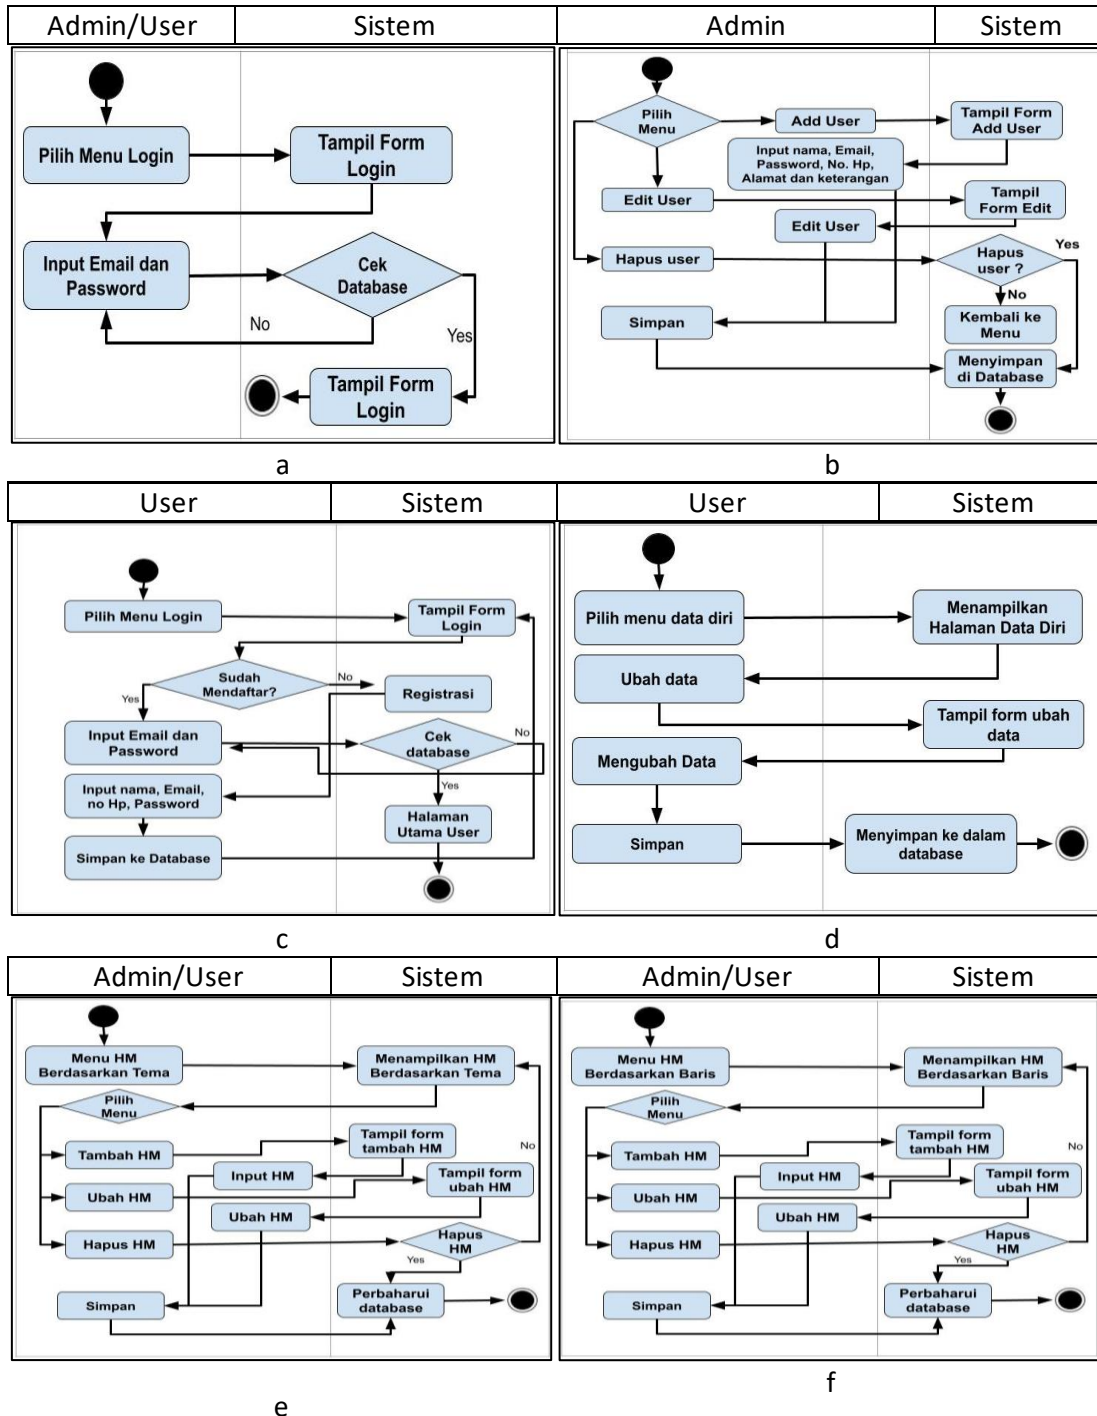 Admin/User
Sistem
Pilih Menu Login
Tampil Form
Login
Input Email dan
Password
Cek
Database
No
Yes
Tampil Form
Login
a
Admin
Sistem
Pilih
Menu
Add User
Tampil Form
Add User
Input nama, Email,
Password, No. Hp,
Alamat dan keterangan
Edit User
Tampil
Form Edit
Edit User
Hapus user
Hapus
user ?
Yes
No
Simpan
Kembali ke
Menu
Menyimpan
di Database
b
User
Sistem
Pilih Menu Login
Tampil Form
Login
Sudah
Mendaftar?
No
Yes
Registrasi
Input Email dan
Password
Cek
database
No
Yes
Input nama, Email,
no Hp, Password
Halaman
Utama User
Simpan ke Database
c
User
Sistem
Pilih menu data diri
Menampilkan
Halaman Data Diri
Ubah data
Tampil form ubah
data
Mengubah Data
Simpan
Menyimpan ke dalam
database
d
Admin/User
Sistem
Menu HM
Berdasarkan Tema
Menampilkan HM
Berdasarkan Tema
Pilih
Menu
Tambah HM
Tampil form
tambah HM
No
Input HM
Tampil form
ubah HM
Ubah HM
Ubah HM
Hapus HM
Hapus
HM
Yes
Simpan
Perbaharui
database
e
Admin/User
Sistem
Menu HM
Berdasarkan Baris
Menampilkan HM
Berdasarkan Baris
Pilih
Menu
Tambah HM
Tampil form
tambah HM
No
Input HM
Tampil form
ubah HM
Ubah HM
Ubah HM
Hapus HM
Hapus
HM
Yes
Simpan
Perbaharui
database
f